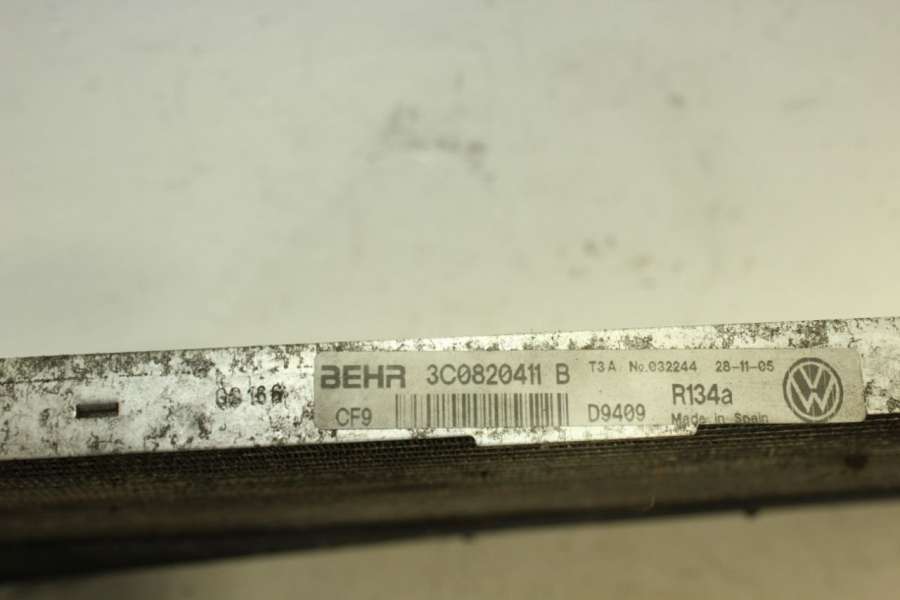 BEHR 3C0820411 B T3A No.032244 28-11-05
CF9 D9409 R134a
Made in Spain